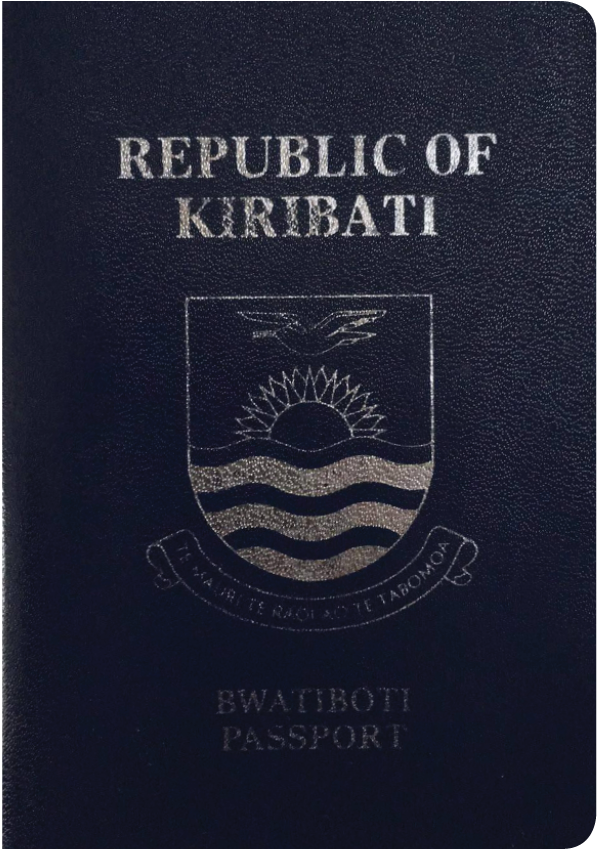 REPUBLIC OF
KIRIBATI
TE MAURI TE RAOI AO TE TABOMOA
BWATIBOTI
PASSPORT